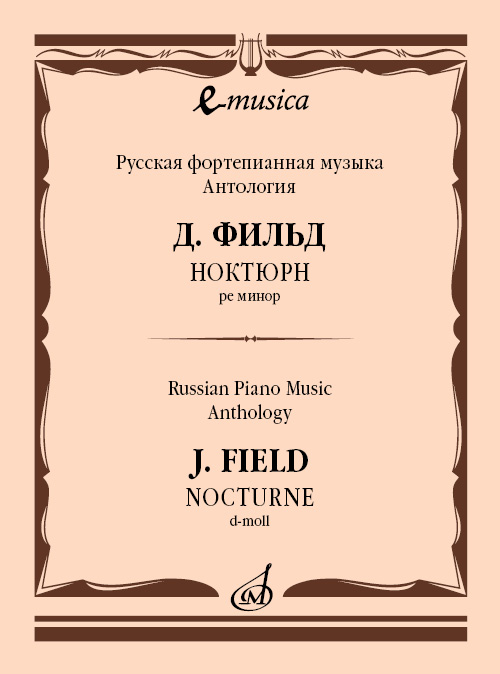 e-musica
Русская фортепианная музыка
Антология
Д. ФИЛЬД
НОКТЮРН
ре минор
Russian Piano Music
Anthology
J. FIELD
NOCTURNE
d-moll